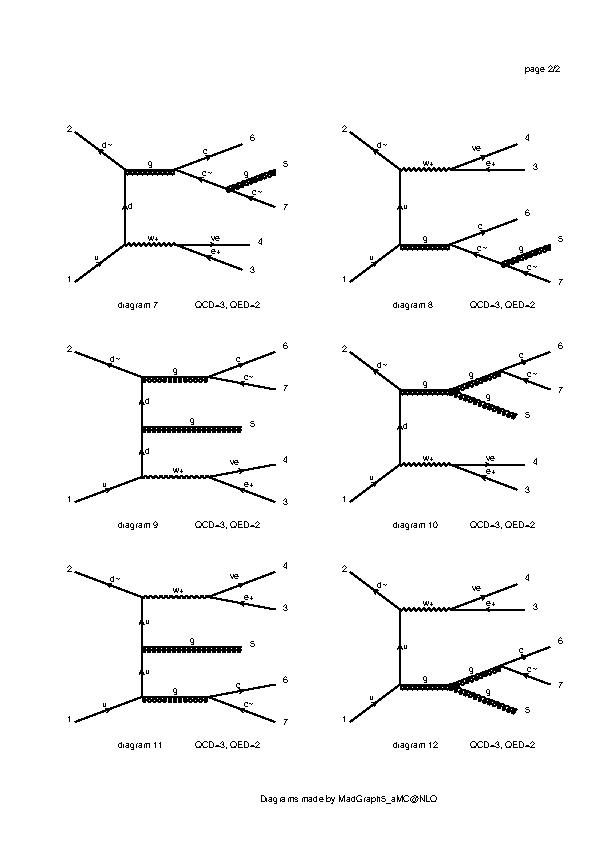 page 2/2
2
d~
g
c
6
c~
g
5
c~
7
d
u
w+
ve
4
e+
1
3
diagram 7 QCD=3, QED=2
2
d~
w+
ve
4
e+
3
u
c
6
u
g
c~
g
5
c~
1
7
diagram 8 QCD=3, QED=2
2
d~
g
c
6
c~
7
d
g
5
d
w+
ve
4
u
e+
1
3
diagram 9 QCD=3, QED=2
2
d~
g
g
c
6
c~
7
g
5
d
u
w+
ve
4
e+
1
3
diagram 10 QCD=3, QED=2
2
d~
w+
ve
4
e+
3
u
g
5
u
g
c
6
u
c~
1
7
diagram 11 QCD=3, QED=2
2
d~
w+
ve
4
e+
3
u
c
6
g
g
c~
7
u
g
5
1
diagram 12 QCD=3, QED=2
Diagrams made by MadGraph5_aMC@NLO